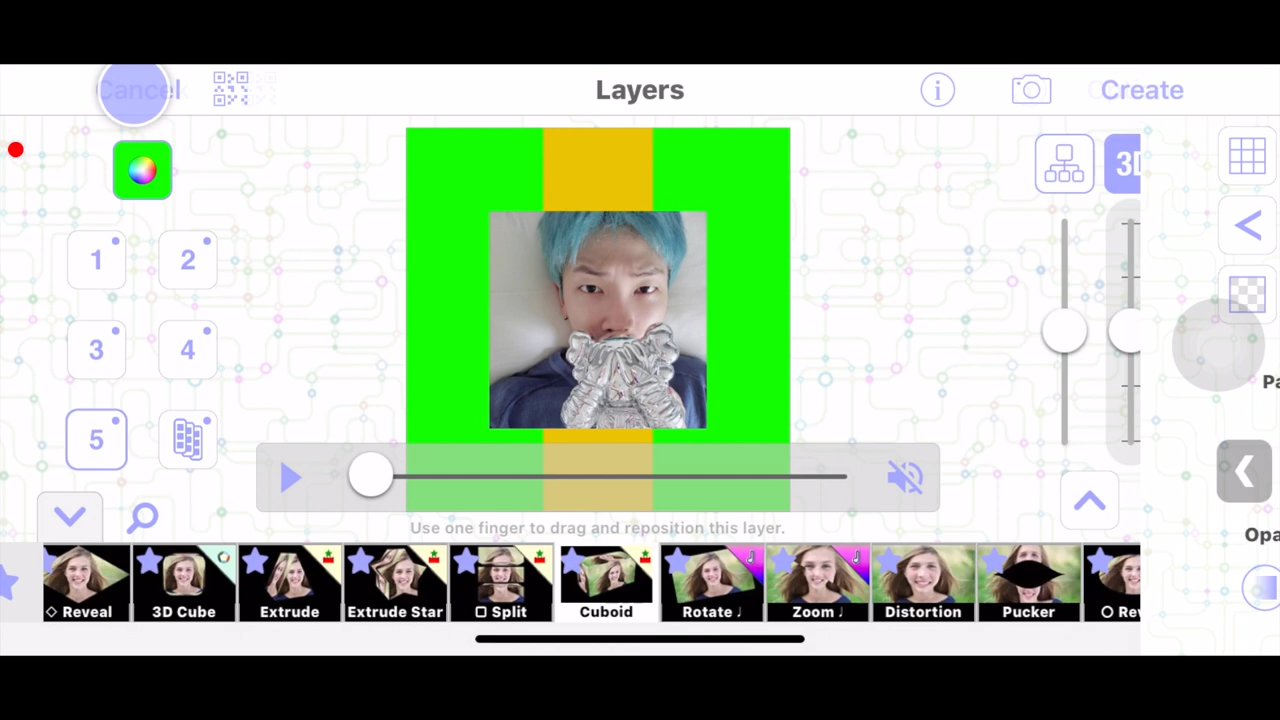 Cancel
Layers
i
Create
3D
1
2
3
4
5
Use one finger to drag and reposition this layer.
◇ Reveal
3D Cube
Extrude
Extrude Star
Split
Cuboid
Rotate ♩
Zoom ♩
Distortion
Pucker